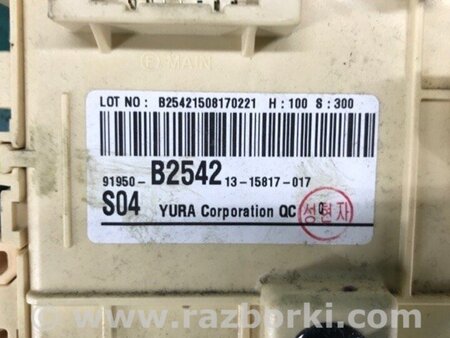 E MAIN
LOT NO : B25421508170221 H : 100 S : 300
91950- B2542 13-15817-017
S04 YURA Corporation QC
www.razborki.com